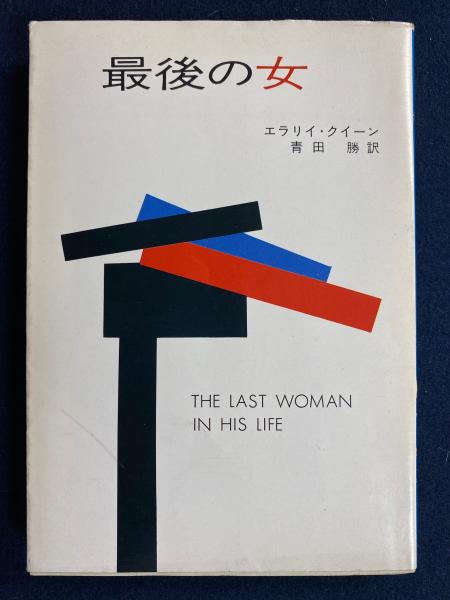 最後の女
エラリイ・クイーン
青田 勝訳
THE LAST WOMAN
IN HIS LIFE